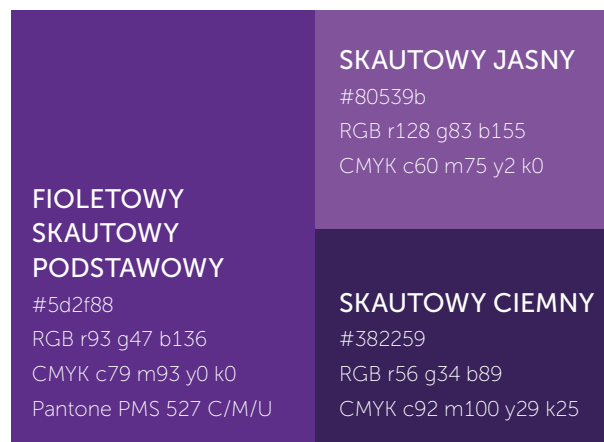 FIOLETOWY
SKAUTOWY
PODSTAWOWY
#5d2f88
RGB r93 g47 b136
CMYK c79 m93 y0 k0
Pantone PMS 527 C/M/U
SKAUTOWY JASNY
#80539b
RGB r128 g83 b155
CMYK c60 m75 y2 k0
SKAUTOWY CIEMNY
#382259
RGB r56 g34 b89
CMYK c92 m100 y29 k25